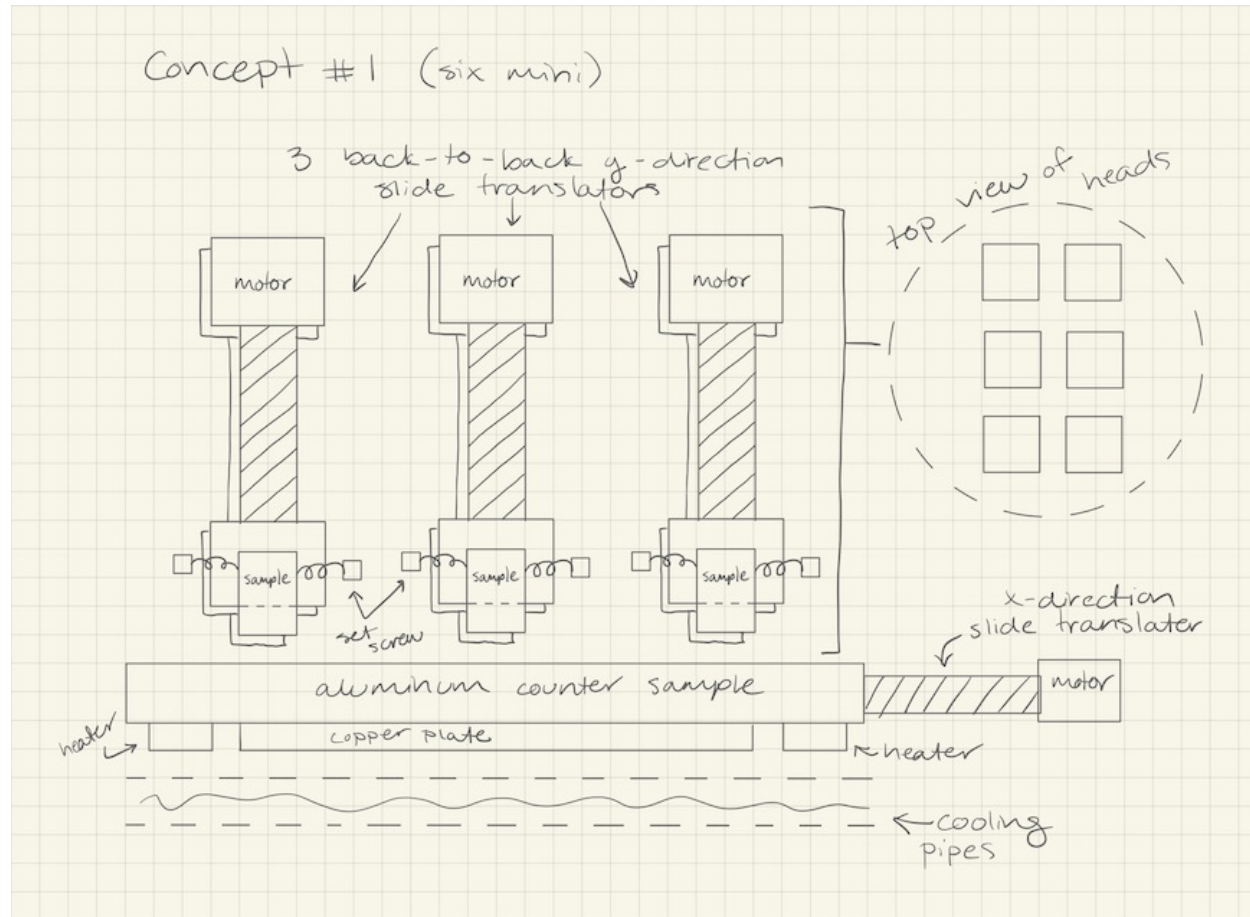 Concept #1 (six mini)
3 back-to-back y-direction
slide translators
top view of heads
motor
motor
motor
sample
sample
sample
set
screw
x-direction
slide translater
aluminum counter sample
motor
heater
copper plate
heater
cooling
pipes